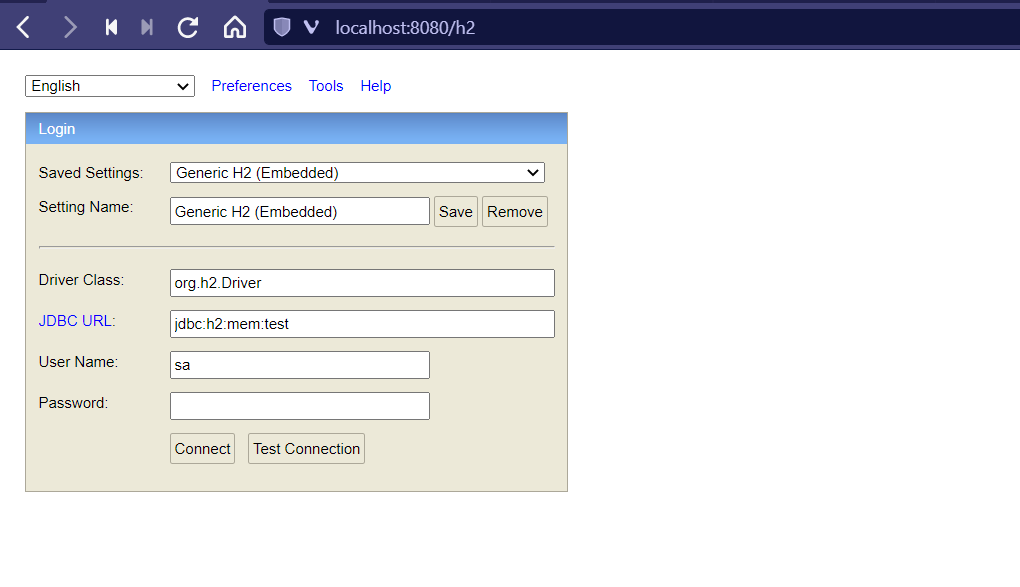 localhost:8080/h2
English Preferences Tools Help
Login
Saved Settings: Generic H2 (Embedded)
Setting Name: Generic H2 (Embedded) Save Remove
Driver Class: org.h2.Driver
JDBC URL: jdbc:h2:mem:test
User Name: sa
Password:
Connect Test Connection